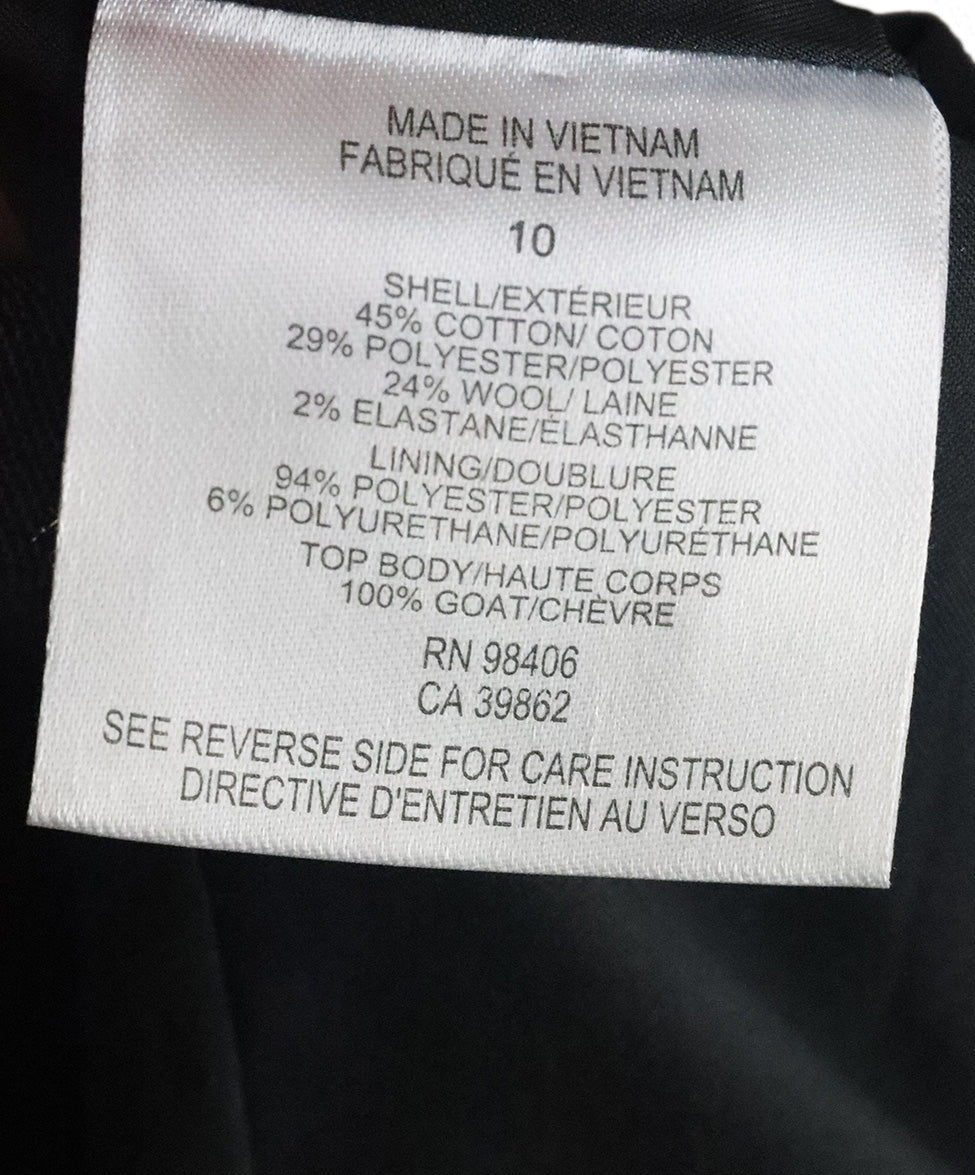 MADE IN VIETNAM
FABRIQUÉ EN VIETNAM
10
SHELL/EXTÉRIEUR
45% COTTON/ COTON
29% POLYESTER/POLYESTER
24% WOOL/ LAINE
2% ELASTANE/ÉLASTHANNE
LINING/DOUBLURE
94% POLYESTER/POLYESTER
6% POLYURETHANE/POLYURÉTHANE
TOP BODY/HAUTE CORPS
100% GOAT/CHÈVRE
RN 98406
CA 39862
SEE REVERSE SIDE FOR CARE INSTRUCTION
DIRECTIVE D'ENTRETIEN AU VERSO